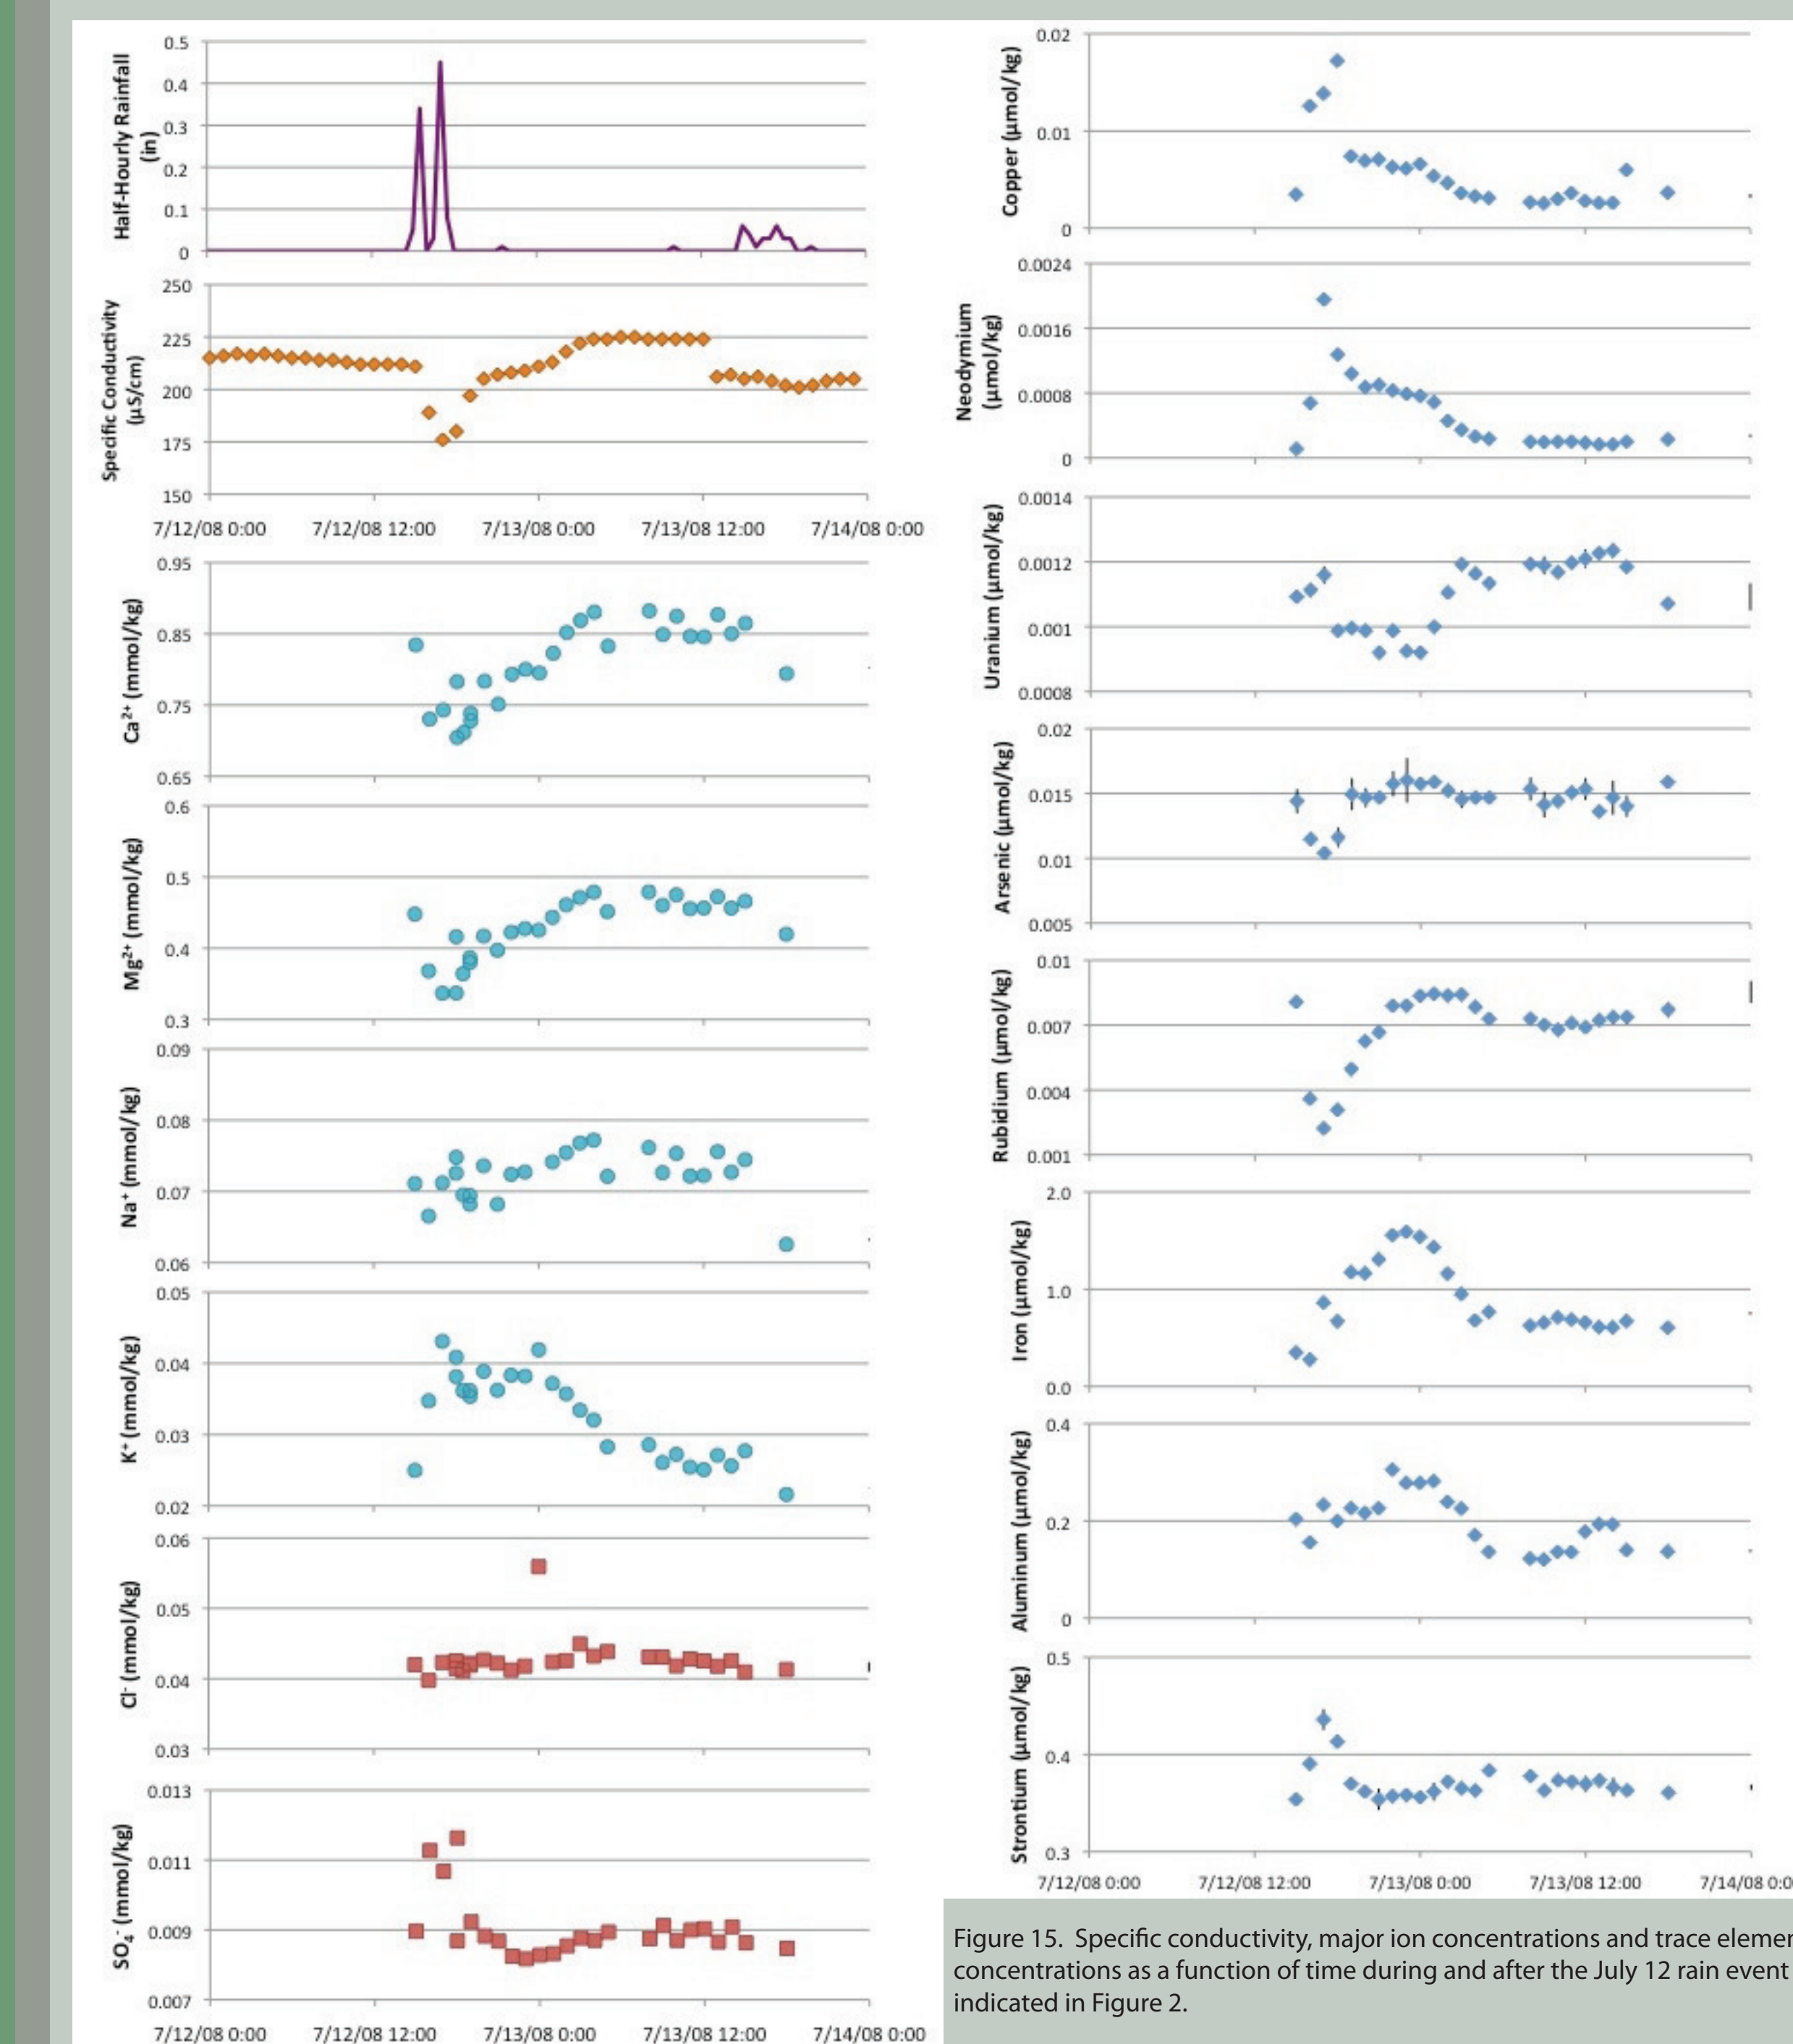 Half-Hourly Rainfall
(in)
0.5
0.4
0.3
0.2
0.1
0
Specific Conductivity
(µS/cm)
250
225
200
175
150
7/12/08 0:00 7/12/08 12:00 7/13/08 0:00 7/13/08 12:00 7/14/08 0:00
Ca²⁺ (mmol/kg)
0.95
0.85
0.75
0.65
Mg²⁺ (mmol/kg)
0.6
0.5
0.4
0.3
Na⁺ (mmol/kg)
0.09
0.08
0.07
0.06
K⁺ (mmol/kg)
0.05
0.04
0.03
0.02
Cl⁻ (mmol/kg)
0.06
0.05
0.04
0.03
SO₄⁻ (mmol/kg)
0.013
0.011
0.009
0.007
7/12/08 0:00 7/12/08 12:00 7/13/08 0:00 7/13/08 12:00 7/14/08 0:00
Copper (µmol/kg)
0.02
0.01
0
Neodymium
(µmol/kg)
0.0024
0.0016
0.0008
0
Uranium (µmol/kg)
0.0014
0.0012
0.001
0.0008
Arsenic (µmol/kg)
0.02
0.015
0.01
0.005
Rubidium (µmol/kg)
0.01
0.007
0.004
0.001
Iron (µmol/kg)
2.0
1.0
0.0
Aluminum (µmol/kg)
0.4
0.2
0
Strontium (µmol/kg)
0.5
0.4
0.3
7/12/08 0:00 7/12/08 12:00 7/13/08 0:00 7/13/08 12:00 7/14/08 0:0
Figure 15. Specific conductivity, major ion concentrations and trace elemen
concentrations as a function of time during and after the July 12 rain event
indicated in Figure 2.